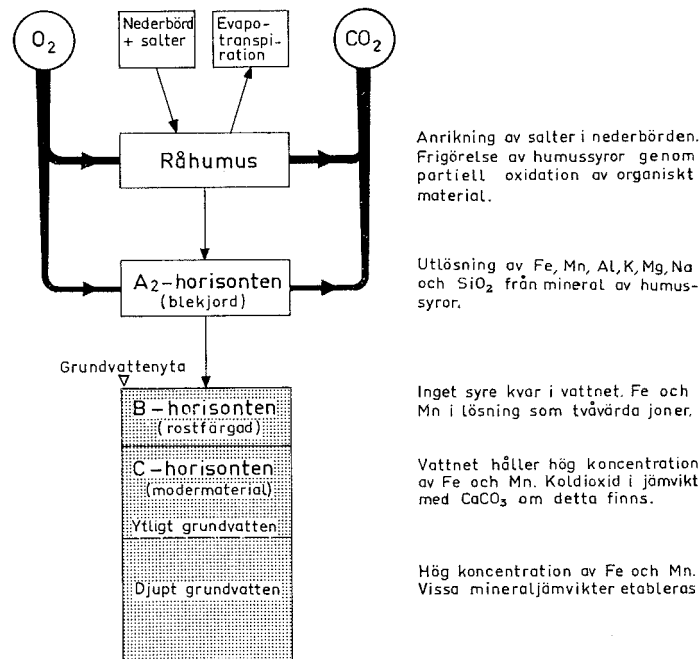 O2
Nederbörd
+ salter
Evapo-
transpi-
ration
CO2
Råhumus
Anrikning av salter i nederbörden.
Frigörelse av humussyror genom
partiell oxidation av organiskt
material.
A2-horisonten
(blekjord)
Utlösning av Fe, Mn, Al, K, Mg, Na
och SiO2 från mineral av humus-
syror.
Grundvattenyta
B-horisonten
(rostfärgad)
Inget syre kvar i vattnet. Fe och
Mn i lösning som tvåvärda joner.
C-horisonten
(modermaterial)
Ytligt grundvatten
Vattnet håller hög koncentration
av Fe och Mn. Koldioxid i jämvikt
med CaCO3 om detta finns.
Djupt grundvatten
Hög koncentration av Fe och Mn.
Vissa mineraljämvikter etableras